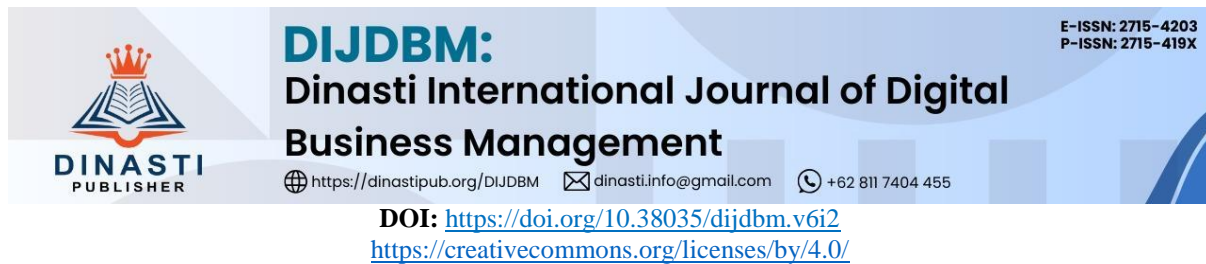 E-ISSN: 2715-4203
P-ISSN: 2715-419X
DIJDBM:
Dinasti International Journal of Digital
Business Management
DINASTI
PUBLISHER
https://dinastipub.org/DIJDBM dinasti.info@gmail.com +62 811 7404 455
DOI: https://doi.org/10.38035/dijdbm.v6i2
https://creativecommons.org/licenses/by/4.0/